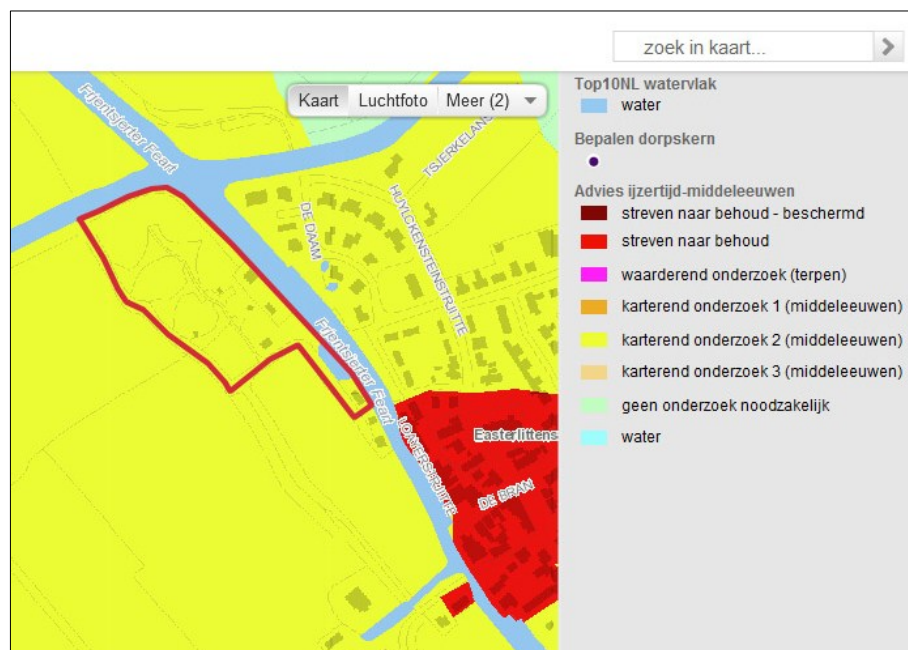 zoek in kaart...
Kaart
Luchtfoto
Meer (2)
Frjentsjerter Feart
TSJERKELANS
HUYLCKENSTEINSTRJITTE
DE DAAM
Frjentsjerter Feart
Easterlittens
DE BRAN
Top10NL watervlak
water
Bepalen dorpskern
Advies ijzertijd-middeleeuwen
streven naar behoud - beschermd
streven naar behoud
waarderend onderzoek (terpen)
karterend onderzoek 1 (middeleeuwen)
karterend onderzoek 2 (middeleeuwen)
karterend onderzoek 3 (middeleeuwen)
geen onderzoek noodzakelijk
water